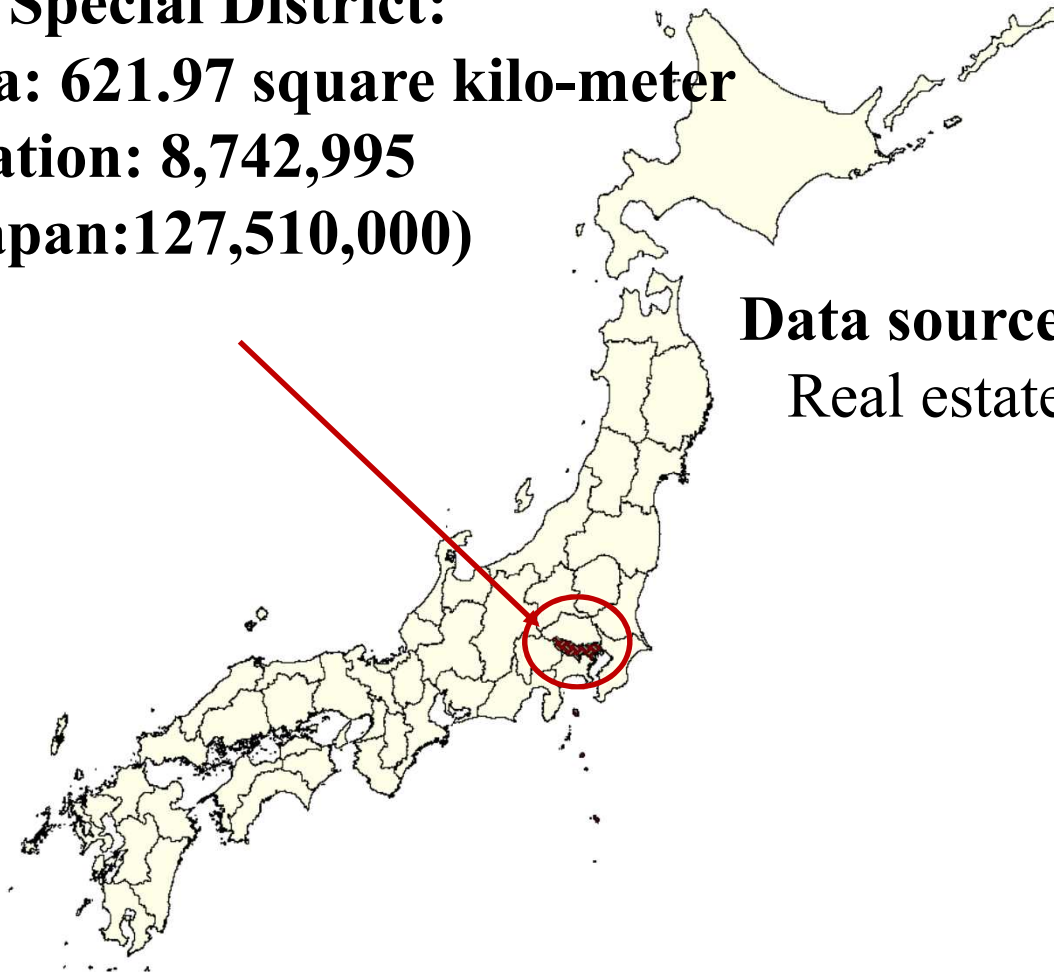 Special District:
a: 621.97 square kilo-meter
ation: 8,742,995
apan:127,510,000)
Data source
Real estate